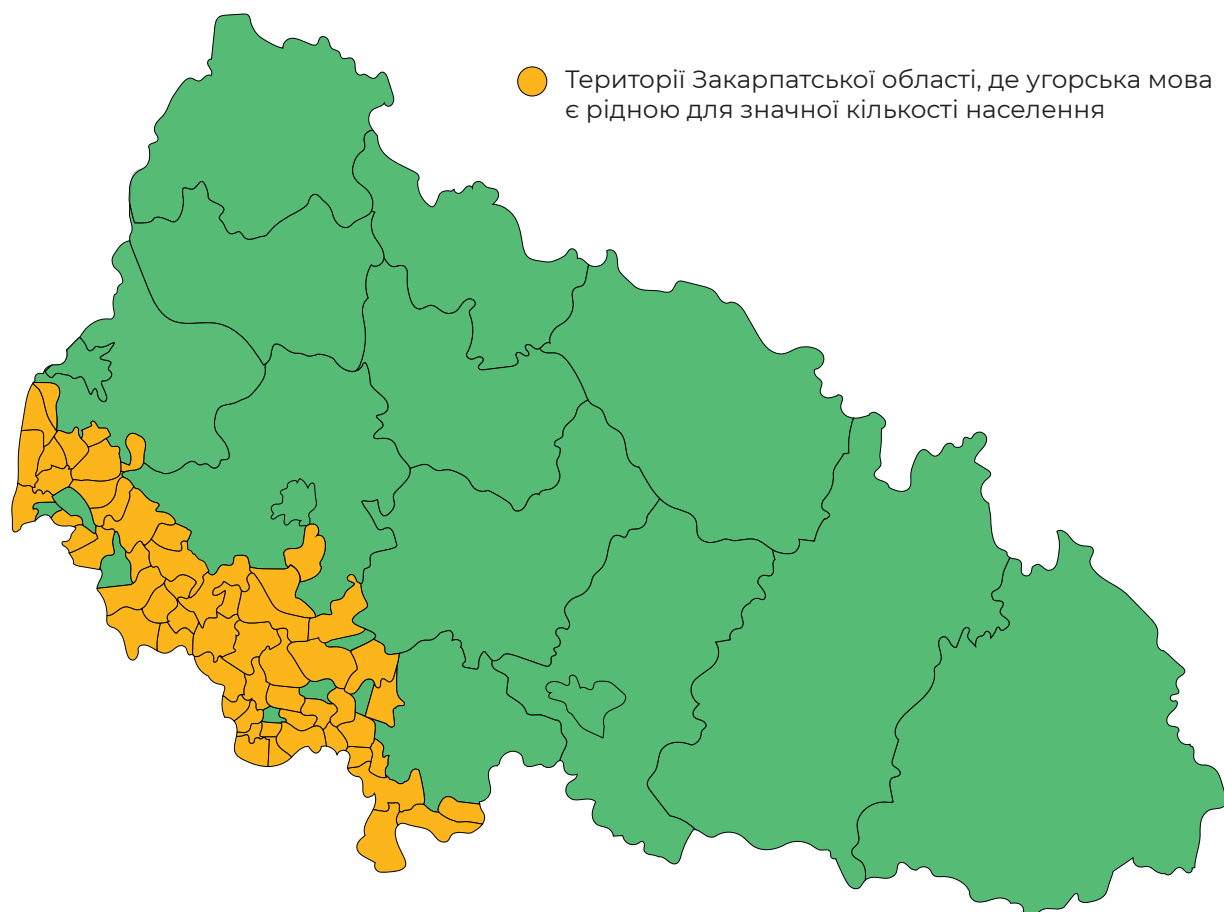 Території Закарпатської області, де угорська мова
є рідною для значної кількості населення